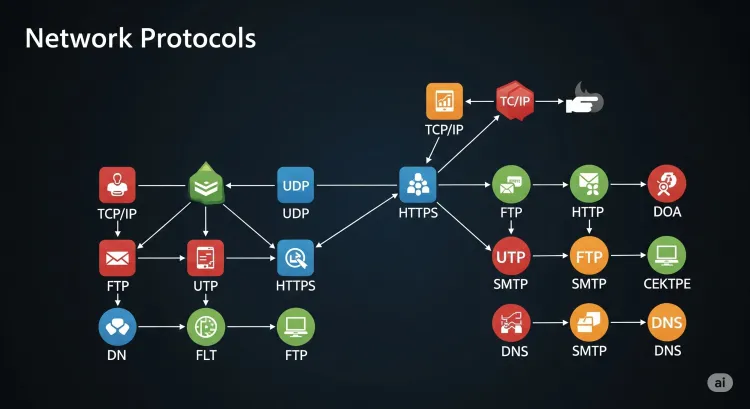 Network Protocols
TC/IP
TCP/IP
UDP
TCP/IP
UDP
HTTPS
FTP
HTTP
DOA
UTP
FTP
FTP
UTP
HTTPS
SMTP
SMTP
CEKTPE
DNS
DN
FLT
FTP
DNS
SMTP
DNS
ai